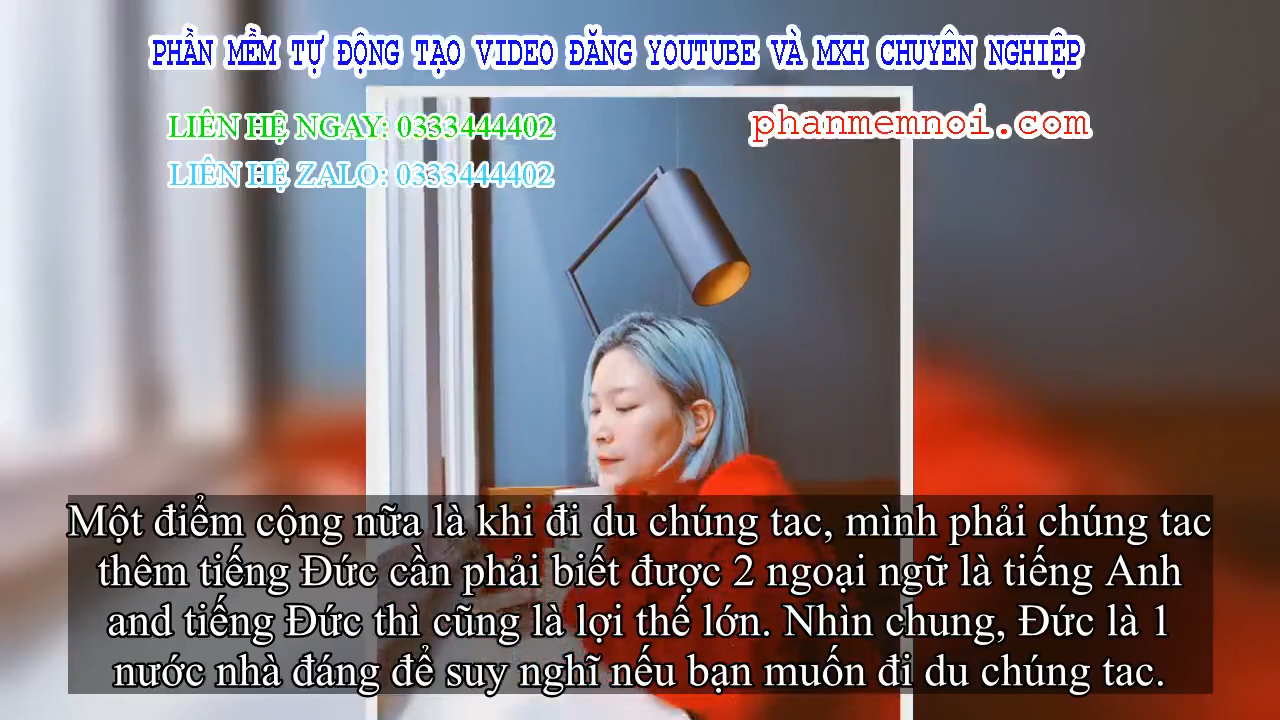 PHẦN MỀM TỰ ĐỘNG TẠO VIDEO ĐĂNG YOUTUBE VÀ MXH CHUYÊN NGHIỆP
LIÊN HỆ NGAY: 0333444402
phanmemnoi.com
LIÊN HỆ ZALO: 0333444402
Một điểm cộng nữa là khi đi du chúng tac, mình phải chúng tac
thêm tiếng Đức cần phải biết được 2 ngoại ngữ là tiếng Anh
and tiếng Đức thì cũng là lợi thế lớn. Nhìn chung, Đức là 1
nước nhà đáng để suy nghĩ nếu bạn muốn đi du chúng tac.